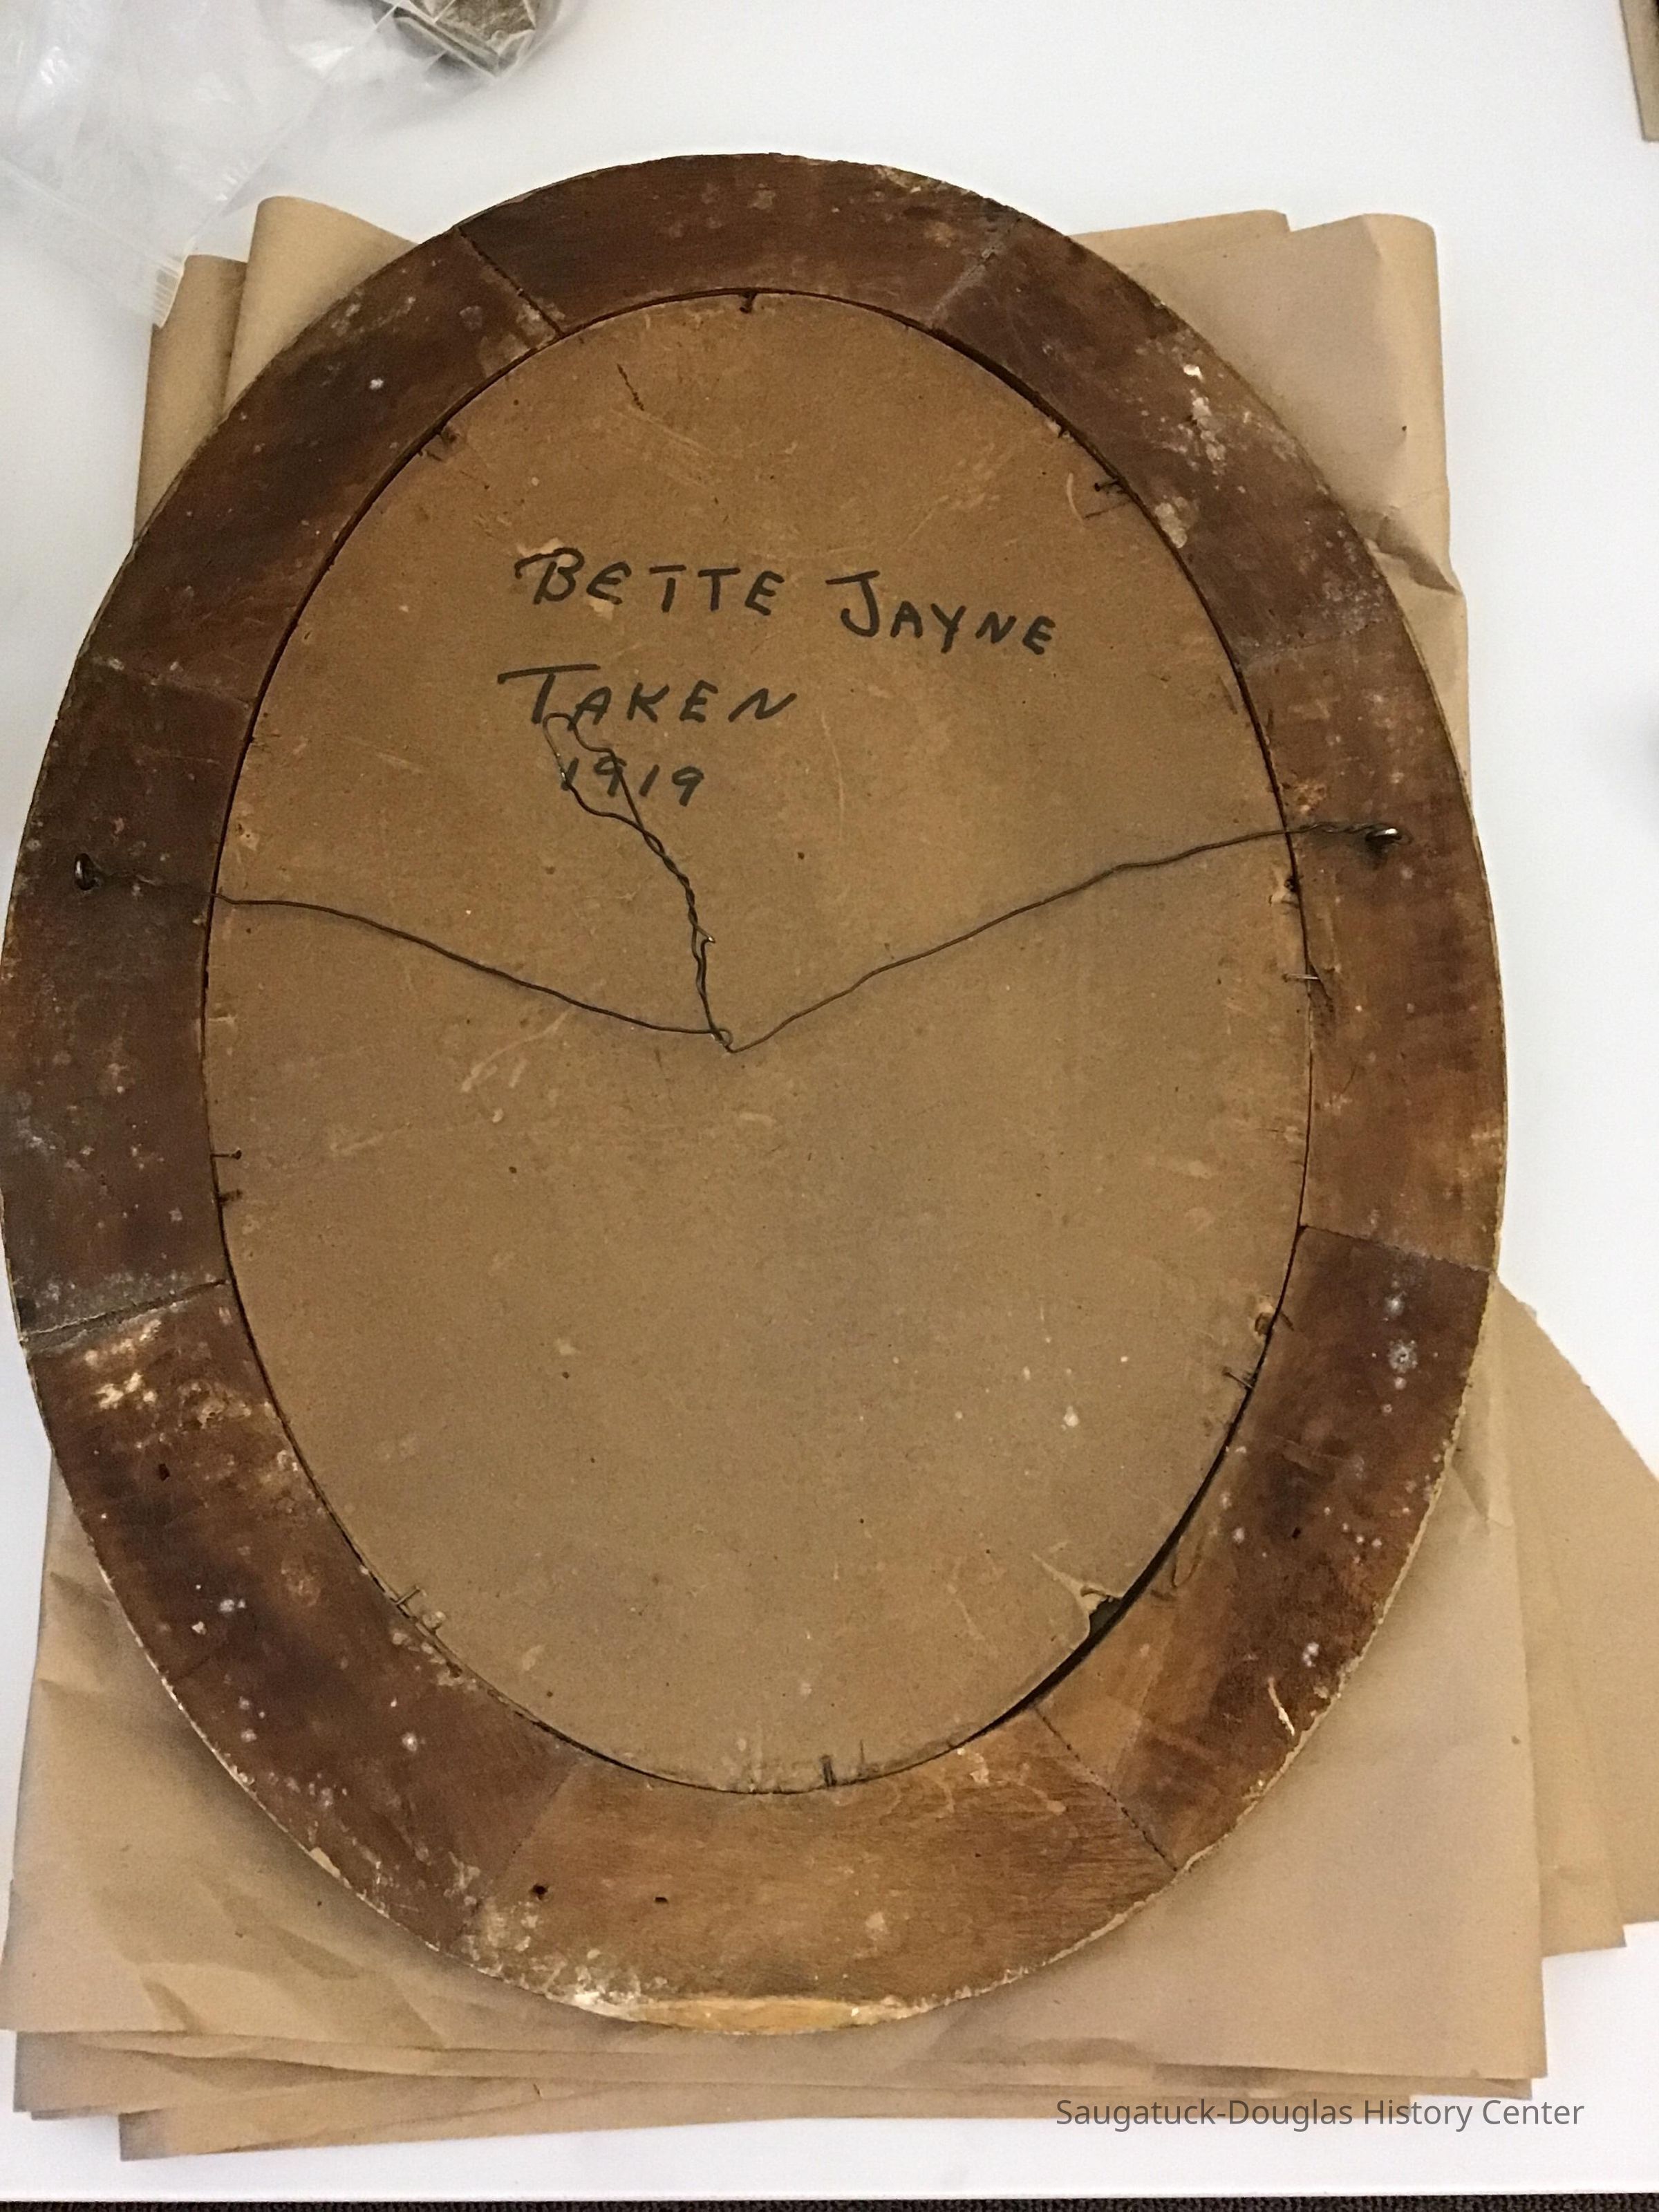 BETTE JAYNE
TAKEN
1919
Saugatuck-Douglas History Center